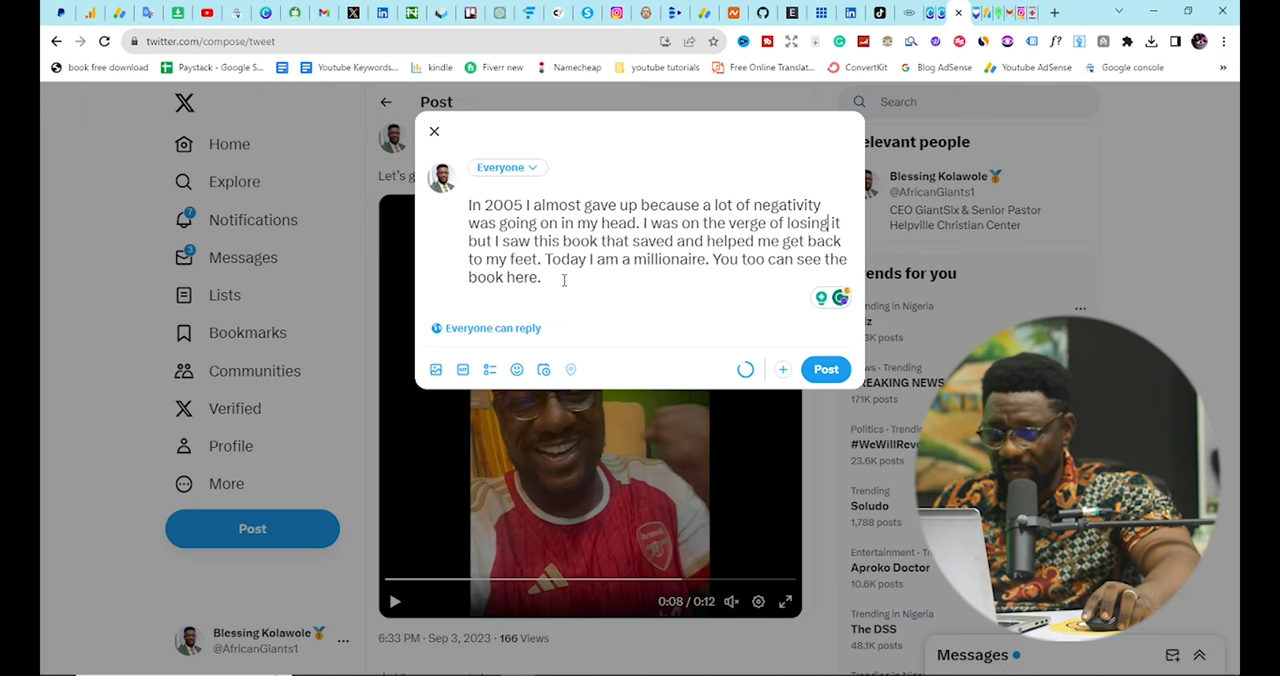 twitter.com/compose/tweet
book free download
Paystack - Google S...
Youtube Keywords...
kindle
Fiverr new
Namecheap
youtube tutorials
Free Online Translat...
ConvertKit
Blog AdSense
Youtube AdSense
Google console
X
Home
Explore
7
Notifications
3
Messages
Lists
Bookmarks
Communities
Verified
Profile
More
Post
Blessing Kolawole
@AfricanGiants1
Post
Let's g
Everyone
In 2005 I almost gave up because a lot of negativity
was going on in my head. I was on the verge of losing it
but I saw this book that saved and helped me get back
to my feet. Today I am a millionaire. You too can see the
book here.
Everyone can reply
Post
0:08 / 0:12
6:33 PM · Sep 3, 2023 · 166 Views
Search
elevant people
Blessing Kolawole
@AfricanGiants1
CEO GiantSix & Senior Pastor
Helpville Christian Center
ends for you
nding in Nigeria
iz
3K posts
ws · Trending
REAKING NEWS
171K posts
Politics · Trendin
#WeWillRevo
23.6K posts
Trending
Soludo
1,788 posts
Entertainment · Tr
Aproko Doctor
10.6K posts
Trending in Nigeria
The DSS
48.1K posts
Messages